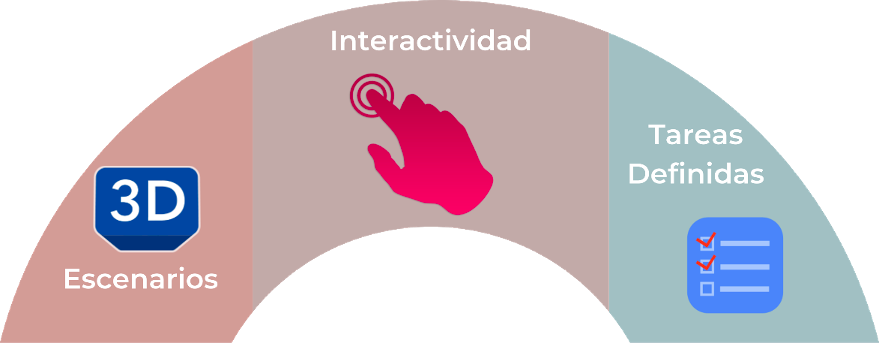 Interactividad
Tareas
Definidas
3D
Escenarios